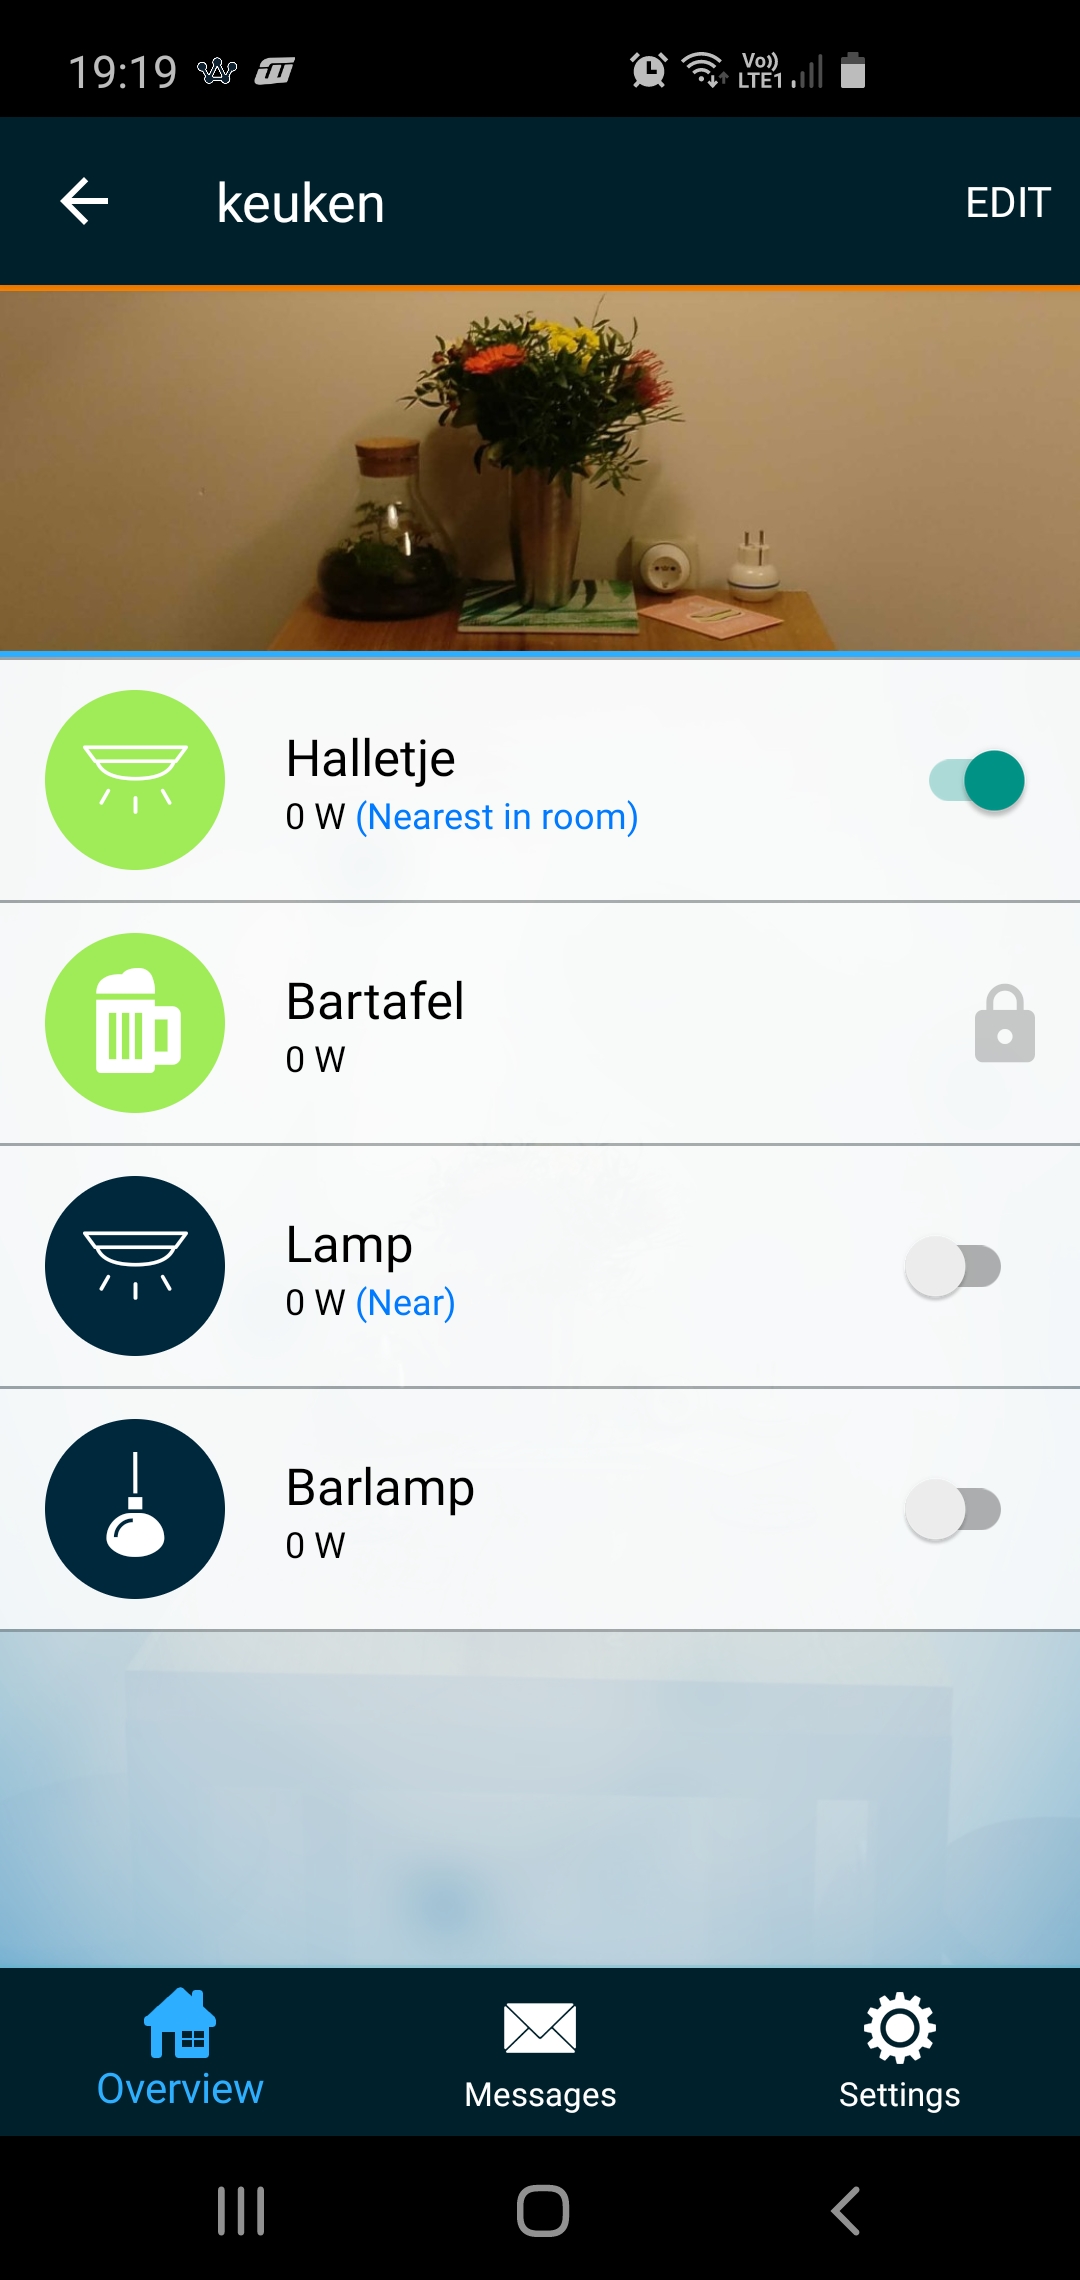 19:19 Vo)) LTE1
keuken EDIT
Halletje
0 W (Nearest in room)
Bartafel
0 W
Lamp
0 W (Near)
Barlamp
0 W
Overview Messages Settings